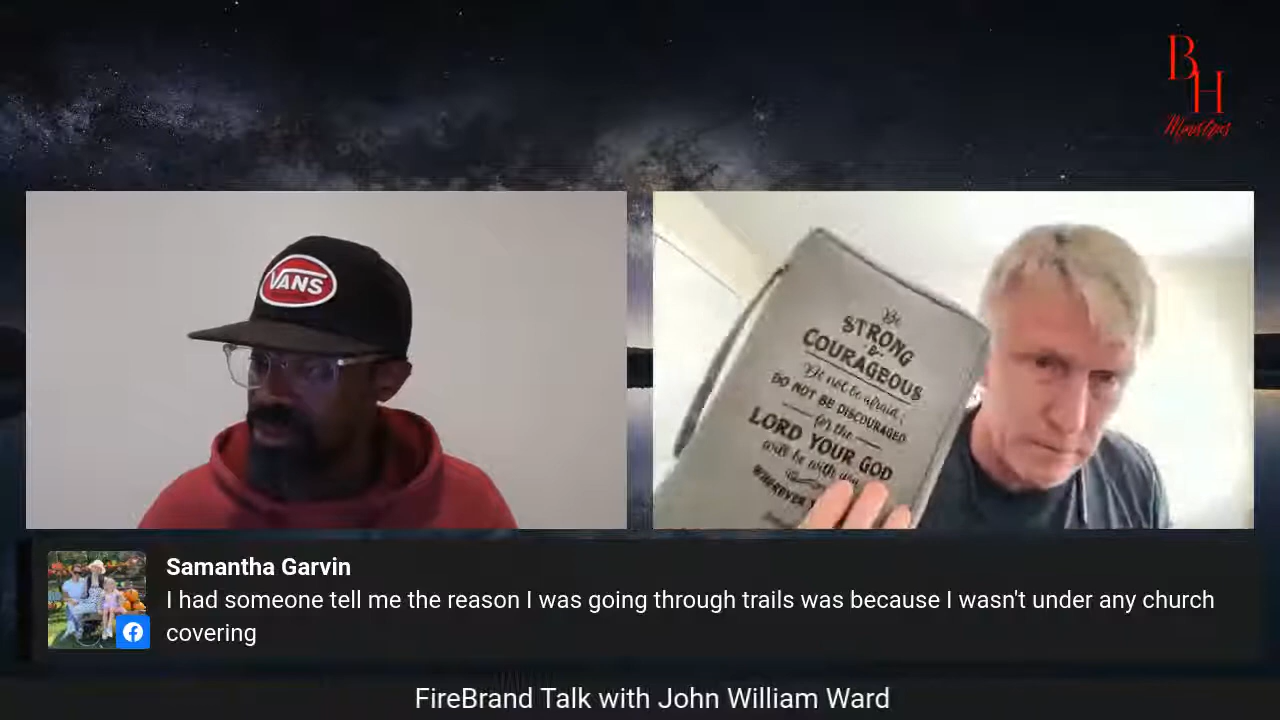 B
H
Ministries
VANS
Be
STRONG
&
COURAGEOUS
Be not be afraid;
DO NOT BE DISCOURAGED
for the
LORD YOUR GOD
will be with you
WHEREVER
Samantha Garvin
I had someone tell me the reason I was going through trails was because I wasn't under any church
covering
FireBrand Talk with John William Ward